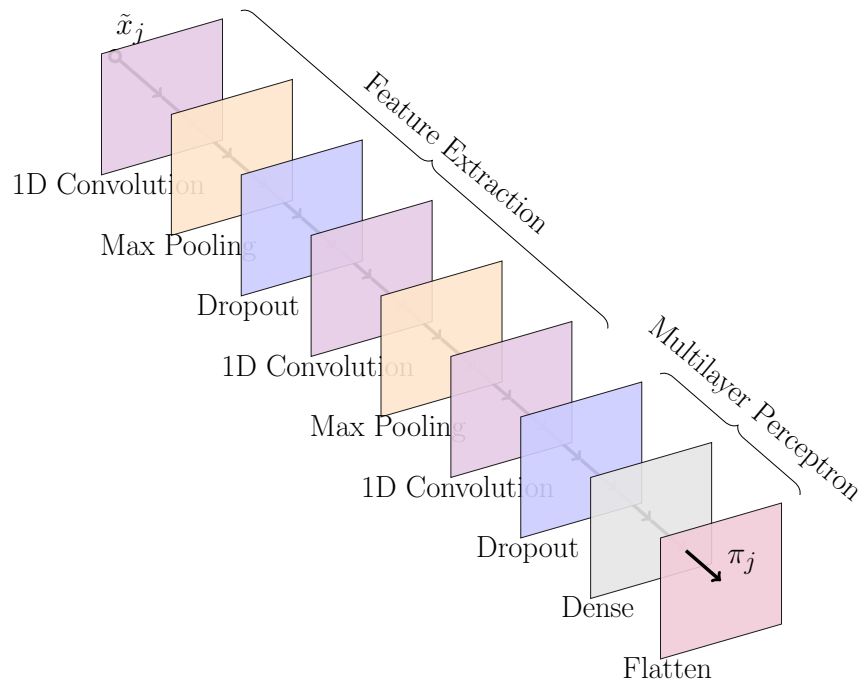 x̃_j
Feature Extraction
1D Convolution
Max Pooling
Dropout
1D Convolution
Max Pooling
Multilayer Perceptron
1D Convolution
Dropout
π_j
Dense
Flatten